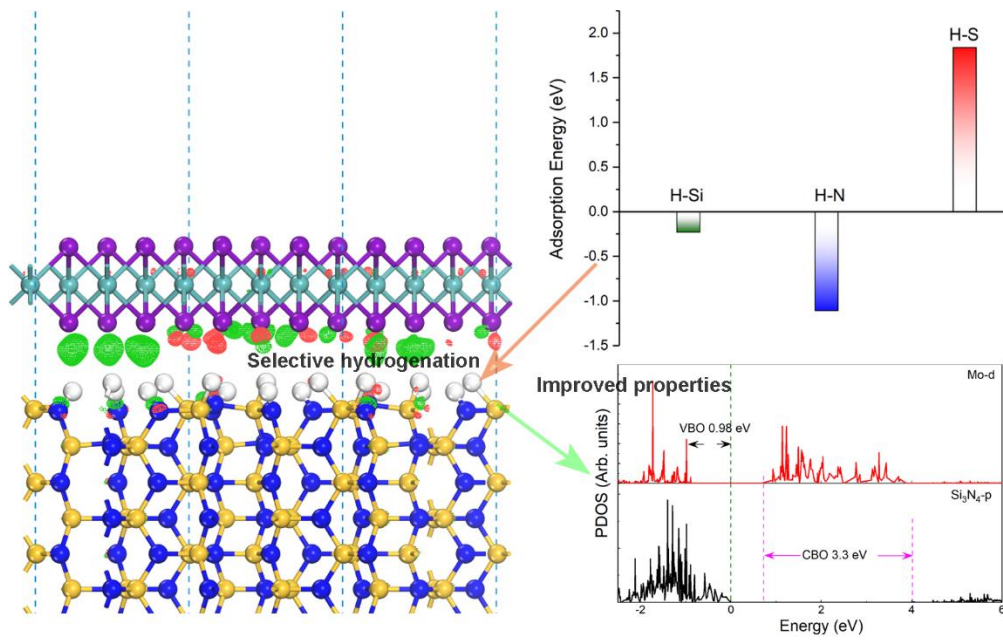 H-S
H-Si
H-N
Adsorption Energy (eV)
2.0
1.5
1.0
0.5
0.0
-0.5
-1.0
-1.5
Selective hydrogenation
Improved properties
Mo-d
VBO 0.98 eV
Si₃N₄-p
CBO 3.3 eV
PDOS (Arb. units)
-2 0 2 4 6
Energy (eV)